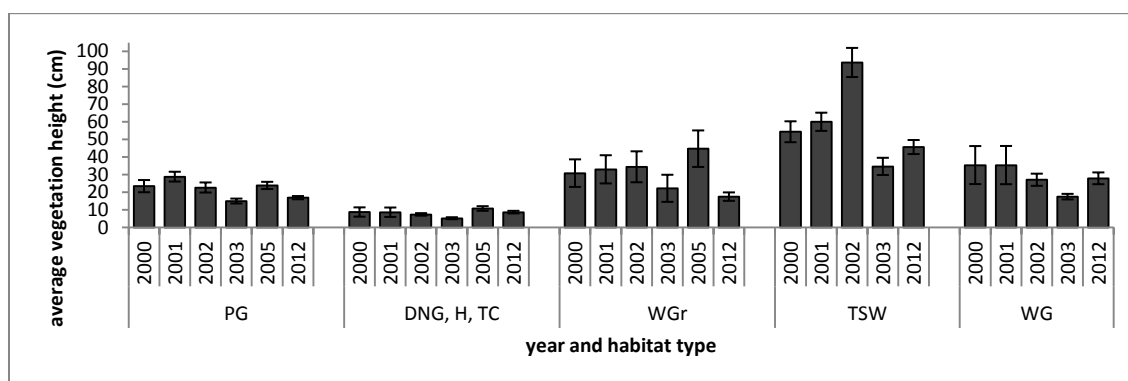 average vegetation height (cm)
100
90
80
70
60
50
40
30
20
10
0
2000 2001 2002 2003 2005 2012 2000 2001 2002 2003 2005 2012 2000 2001 2002 2003 2005 2012 2000 2001 2002 2003 2012 2000 2001 2002 2003 2012
PG DNG, H, TC WGr TSW WG
year and habitat type